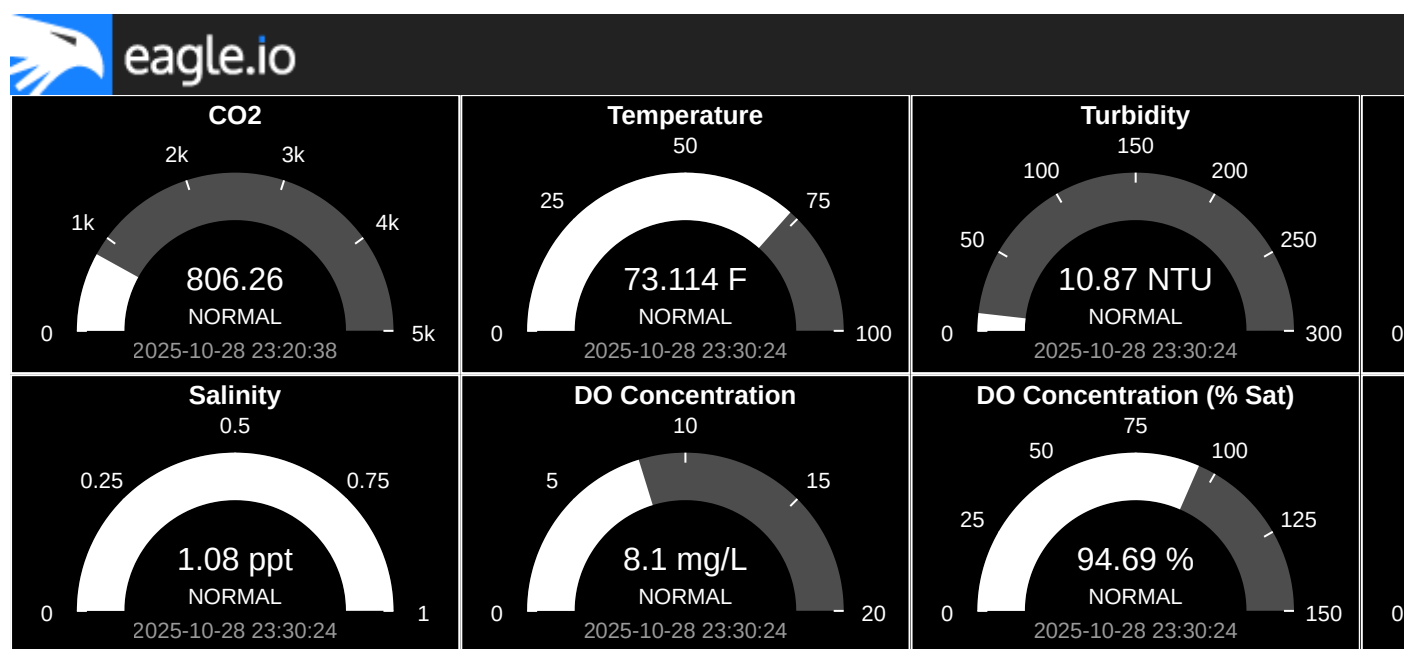 eagle.io
CO2
0
1k
2k
3k
4k
5k
806.26
NORMAL
2025-10-28 23:20:38
Temperature
0
25
50
75
100
73.114 F
NORMAL
2025-10-28 23:30:24
Turbidity
0
50
100
150
200
250
300
10.87 NTU
NORMAL
2025-10-28 23:30:24
0
Salinity
0
0.25
0.5
0.75
1
1.08 ppt
NORMAL
2025-10-28 23:30:24
DO Concentration
0
5
10
15
20
8.1 mg/L
NORMAL
2025-10-28 23:30:24
DO Concentration (% Sat)
0
25
50
75
100
125
150
94.69 %
NORMAL
2025-10-28 23:30:24
0